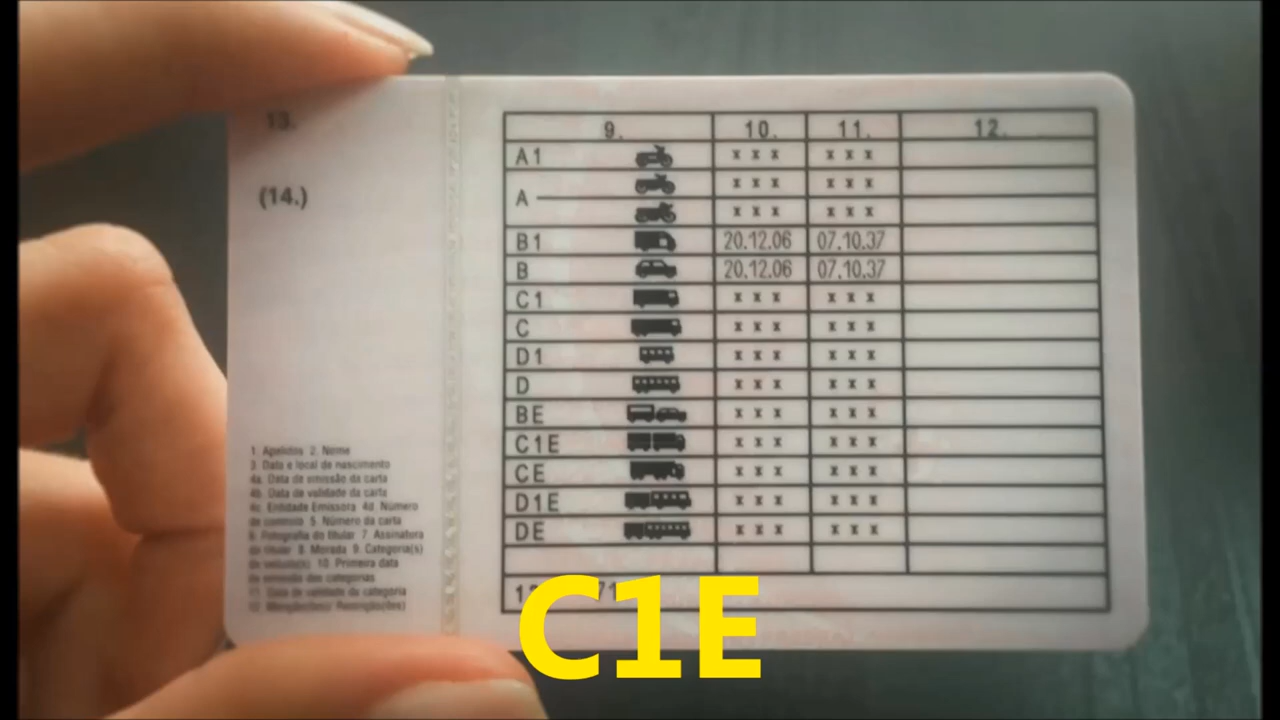 13.
(14.)
9. 10. 11. 12.
A1 x x x x x x
x x x x x x
A
x x x x x x
B1 20.12.06 07.10.37
B 20.12.06 07.10.37
C1 x x x x x x
C x x x x x x
D1 x x x x x x
D x x x x x x
BE x x x x x x
C1E x x x x x x
CE x x x x x x
D1E x x x x x x
DE x x x x x x
1. Apelidos 2. Nome
3. Data e local de nascimento
4a. Data de emissão da carta
4b. Data de validade da carta
4c. Entidade Emissora 4d. Número
de controlo 5. Número da carta
6. Fotografia do titular 7. Assinatura
do titular 8. Morada 9. Categoria(s)
de veículo(s) 10. Primeira data
de emissão das categorias
11. Data de validade da categoria
12. Restrições
C1E